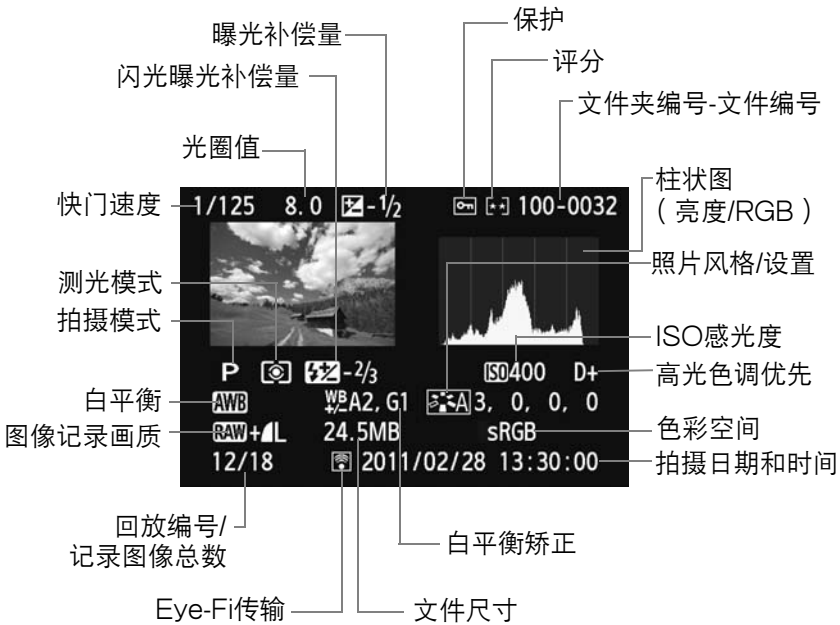 保护
曝光补偿量
评分
闪光曝光补偿量
文件夹编号-文件编号
光圈值
柱状图
（亮度/RGB）
快门速度
1/125 8.0 -1/2 100-0032
照片风格/设置
测光模式
拍摄模式
ISO感光度
P -2/3 ISO400 D+
高光色调优先
白平衡
AWB WB+/-A2, G1 A 3, 0, 0, 0
图像记录画质
RAW+L 24.5MB sRGB
色彩空间
12/18 2011/02/28 13:30:00
拍摄日期和时间
回放编号/
记录图像总数
白平衡矫正
Eye-Fi传输
文件尺寸